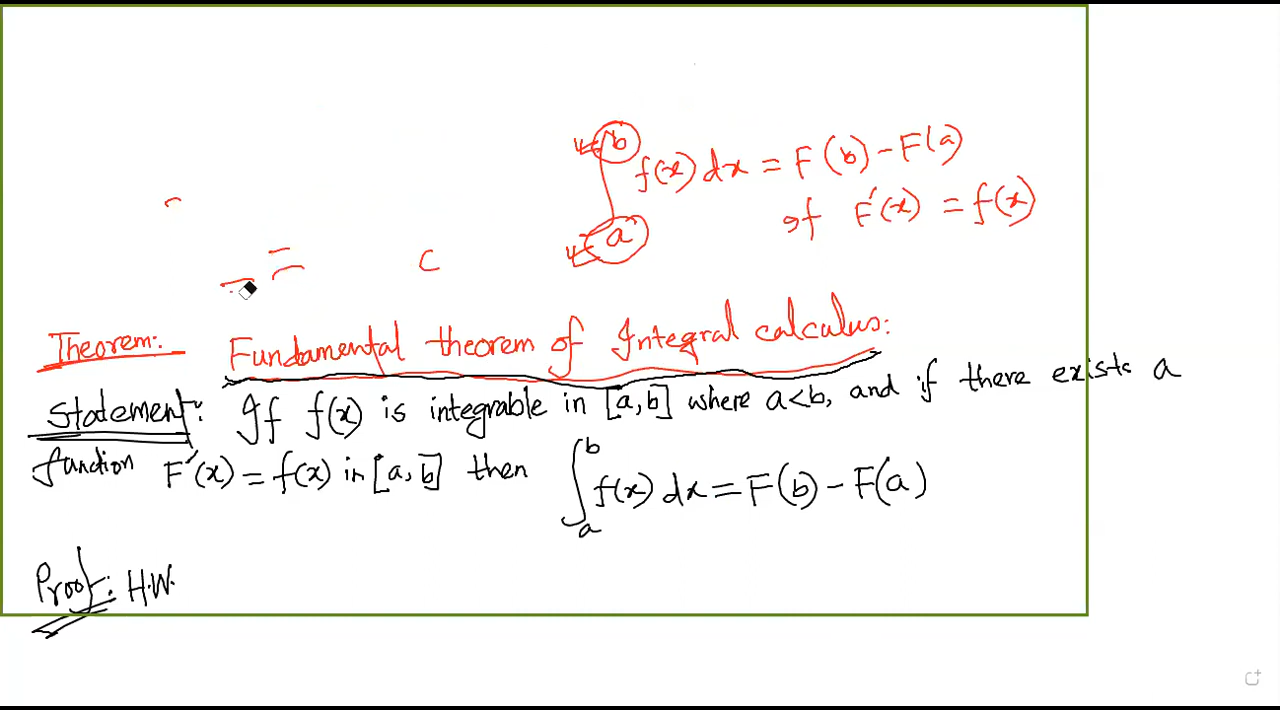 ∫_a^b f(x) dx = F(b) - F(a)
If F'(x) = f(x)
=
c
Theorem:. Fundamental theorem of Integral calculus:
Statement: If f(x) is integrable in [a, b] where a<b, and if there exists a
function F'(x) = f(x) in [a, b] then ∫_a^b f(x) dx = F(b) - F(a)
Proof: H.W.